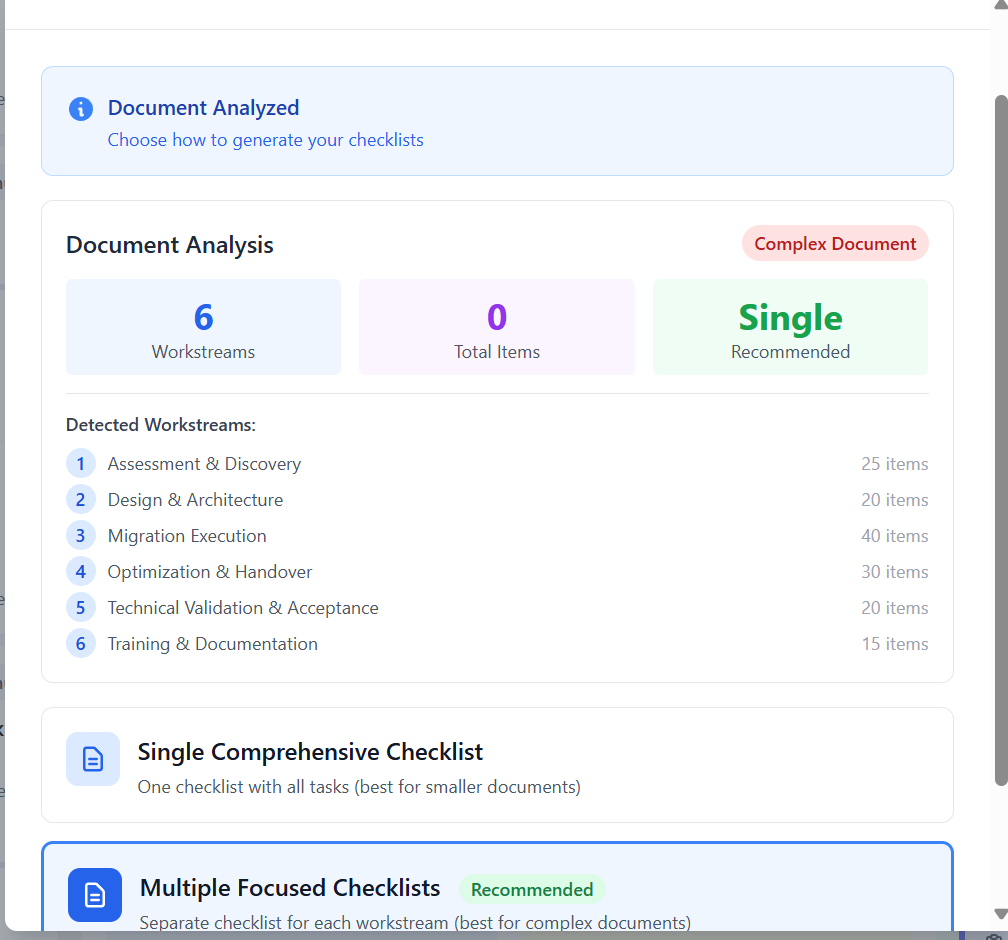 Document Analyzed
Choose how to generate your checklists
Document Analysis
Complex Document
6
Workstreams
0
Total Items
Single
Recommended
Detected Workstreams:
1 Assessment & Discovery 25 items
2 Design & Architecture 20 items
3 Migration Execution 40 items
4 Optimization & Handover 30 items
5 Technical Validation & Acceptance 20 items
6 Training & Documentation 15 items
Single Comprehensive Checklist
One checklist with all tasks (best for smaller documents)
Multiple Focused Checklists Recommended
Separate checklist for each workstream (best for complex documents)